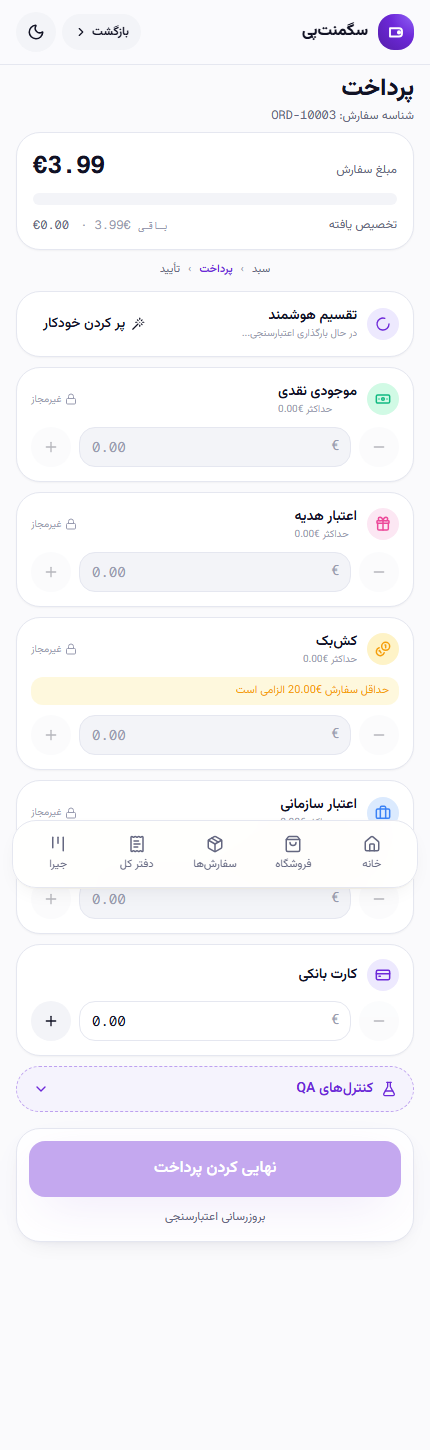 سگمنت‌پی
بازگشت
پرداخت
شناسه سفارش: ORD-10003
مبلغ سفارش €3.99
تخصیص یافته €0.00 · باقی €3.99
سبد › پرداخت › تأیید
تقسیم هوشمند
در حال بارگذاری اعتبارسنجی...
پر کردن خودکار
موجودی نقدی
حداکثر €0.00
غیرمجاز
€ 0.00
اعتبار هدیه
حداکثر €0.00
غیرمجاز
€ 0.00
کش‌بک
حداکثر €0.00
غیرمجاز
حداقل سفارش €20.00 الزامی است
€ 0.00
اعتبار سازمانی
غیرمجاز
خانه
فروشگاه
سفارش‌ها
دفتر کل
جیرا
€ 0.00
کارت بانکی
€ 0.00
کنترل‌های QA
نهایی کردن پرداخت
بروزرسانی اعتبارسنجی